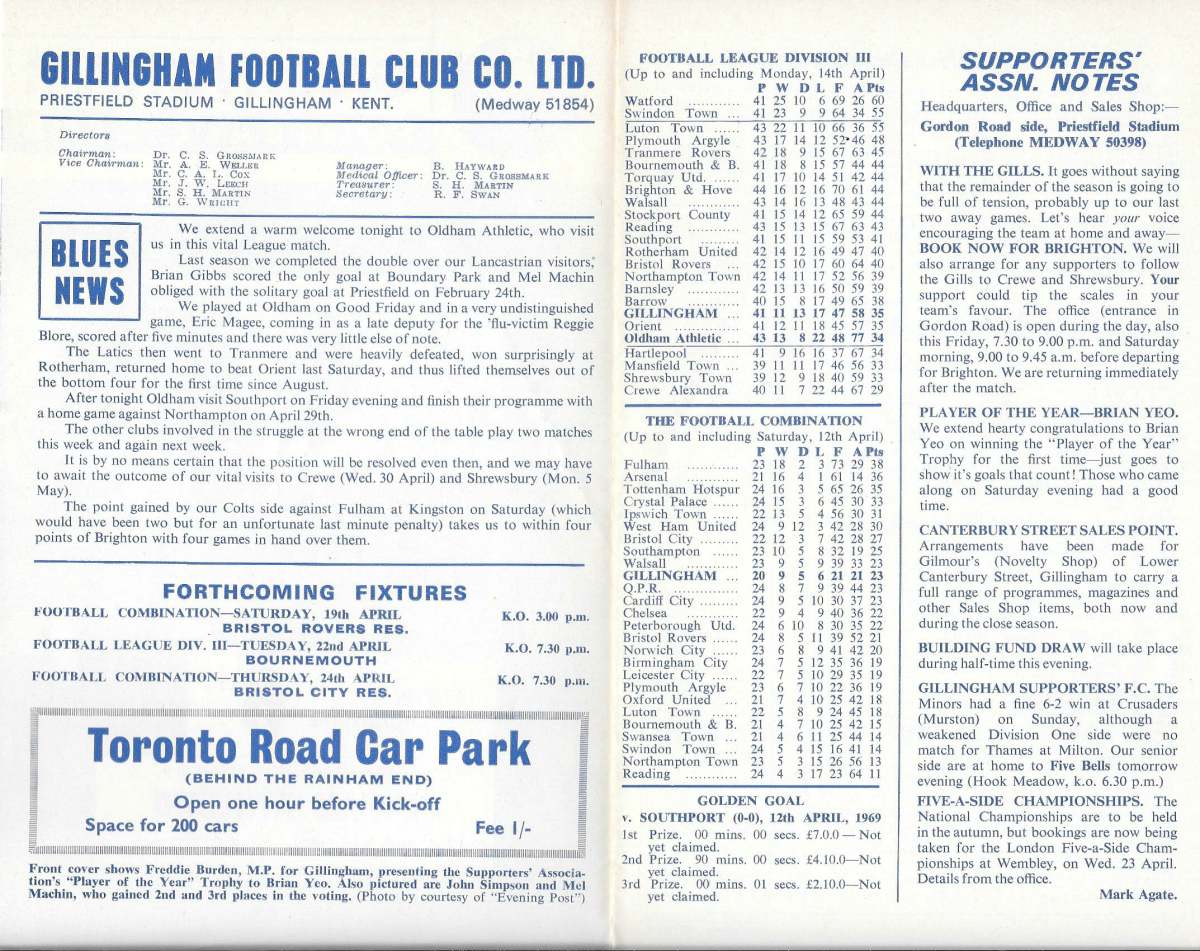 GILLINGHAM FOOTBALL CLUB CO. LTD.
PRIESTFIELD STADIUM · GILLINGHAM · KENT. (Medway 51854)
Directors
Chairman: Dr. C. S. GROSSMARK
Vice Chairman: Mr. A. E. WELLER
Mr. C. A. L. COX
Mr. J. W. LEECH
Mr. S. H. MARTIN
Mr. G. WRIGHT
Manager: B. HAYWARD
Medical Officer: Dr. C. S. GROSSMARK
Treasurer: S. H. MARTIN
Secretary: R. F. SWAN
BLUES
NEWS
We extend a warm welcome tonight to Oldham Athletic, who visit
us in this vital League match.
Last season we completed the double over our Lancastrian visitors;
Brian Gibbs scored the only goal at Boundary Park and Mel Machin
obliged with the solitary goal at Priestfield on February 24th.
We played at Oldham on Good Friday and in a very undistinguished
game, Eric Magee, coming in as a late deputy for the 'flu-victim Reggie
Blore, scored after five minutes and there was very little else of note.
The Latics then went to Tranmere and were heavily defeated, won surprisingly at
Rotherham, returned home to beat Orient last Saturday, and thus lifted themselves out of
the bottom four for the first time since August.
After tonight Oldham visit Southport on Friday evening and finish their programme with
a home game against Northampton on April 29th.
The other clubs involved in the struggle at the wrong end of the table play two matches
this week and again next week.
It is by no means certain that the position will be resolved even then, and we may have
to await the outcome of our vital visits to Crewe (Wed. 30 April) and Shrewsbury (Mon. 5
May).
The point gained by our Colts side against Fulham at Kingston on Saturday (which
would have been two but for an unfortunate last minute penalty) takes us to within four
points of Brighton with four games in hand over them.
FORTHCOMING FIXTURES
FOOTBALL COMBINATION—SATURDAY, 19th APRIL K.O. 3.00 p.m.
BRISTOL ROVERS RES.
FOOTBALL LEAGUE DIV. III—TUESDAY, 22nd APRIL K.O. 7.30 p.m.
BOURNEMOUTH
FOOTBALL COMBINATION—THURSDAY, 24th APRIL K.O. 7.30 p.m.
BRISTOL CITY RES.
Toronto Road Car Park
(BEHIND THE RAINHAM END)
Open one hour before Kick-off
Space for 200 cars Fee 1/-
Front cover shows Freddie Burden, M.P. for Gillingham, presenting the Supporters' Associa-
tion's "Player of the Year" Trophy to Brian Yeo. Also pictured are John Simpson and Mel
Machin, who gained 2nd and 3rd places in the voting. (Photo by courtesy of "Evening Post")
FOOTBALL LEAGUE DIVISION III
(Up to and including Monday, 14th April)
P W D L F A Pts
Watford ............ 41 25 10 6 69 26 60
Swindon Town ... 41 23 9 9 64 34 55
Luton Town ...... 43 22 11 10 66 36 55
Plymouth Argyle 43 17 14 12 52 46 48
Tranmere Rovers 42 18 9 15 67 63 45
Bournemouth & B. 41 18 8 15 57 44 44
Torquay Utd. ...... 41 17 10 14 51 42 44
Brighton & Hove 44 16 12 16 70 61 44
Walsall ............ 43 14 16 13 48 43 44
Stockport County 41 15 14 12 65 59 44
Reading ............ 43 15 13 15 67 63 43
Southport ......... 41 15 11 15 59 53 41
Rotherham United 42 14 12 16 49 47 40
Bristol Rovers ... 42 15 10 17 60 64 40
Northampton Town 42 14 11 17 52 56 39
Barnsley ............ 42 13 13 16 50 59 39
Barrow ............ 40 15 8 17 49 65 38
GILLINGHAM ... 41 11 13 17 47 58 35
Orient ............... 41 12 11 18 45 57 35
Oldham Athletic ... 43 13 8 22 48 77 34
Hartlepool ......... 41 9 16 16 37 67 34
Mansfield Town ... 39 11 11 17 46 56 33
Shrewsbury Town 39 12 9 18 40 59 33
Crewe Alexandra 40 11 7 22 44 67 29
THE FOOTBALL COMBINATION
(Up to and including Saturday, 12th April)
P W D L F A Pts
Fulham ............ 23 18 2 3 73 29 38
Arsenal ............ 21 16 4 1 61 14 36
Tottenham Hotspur 24 16 3 5 65 26 35
Crystal Palace ...... 24 15 3 6 45 30 33
Ipswich Town ...... 22 13 5 4 56 30 31
West Ham United 24 9 12 3 42 28 30
Bristol City ......... 22 12 3 7 42 28 27
Southampton ...... 23 10 5 8 32 19 25
Walsall ............ 23 9 5 9 39 33 23
GILLINGHAM ... 20 9 5 6 21 21 23
Q.P.R. ............... 24 8 7 9 39 44 23
Cardiff City ......... 24 9 5 10 30 37 23
Chelsea ............ 22 9 4 9 40 36 22
Peterborough Utd. 24 6 10 8 30 35 22
Bristol Rovers ...... 24 8 5 11 39 52 21
Norwich City ...... 23 6 8 9 41 42 20
Birmingham City 24 7 5 12 35 36 19
Leicester City ...... 22 7 5 10 29 35 19
Plymouth Argyle 23 6 7 10 22 36 19
Oxford United ... 21 7 4 10 25 42 18
Luton Town ...... 22 5 8 9 24 45 18
Bournemouth & B. 21 4 7 10 25 42 15
Swansea Town ... 21 4 6 11 25 44 14
Swindon Town ... 24 5 4 15 16 41 14
Northampton Town 23 5 3 15 26 56 13
Reading ............ 24 4 3 17 23 64 11
GOLDEN GOAL
v. SOUTHPORT (0-0), 12th APRIL, 1969
1st Prize. 00 mins. 00 secs. £7.0.0 — Not
yet claimed.
2nd Prize. 90 mins. 00 secs. £4.10.0—Not
yet claimed.
3rd Prize. 00 mins. 01 secs. £2.10.0—Not
yet claimed.
SUPPORTERS'
ASSN. NOTES
Headquarters, Office and Sales Shop:—
Gordon Road side, Priestfield Stadium
(Telephone MEDWAY 50398)
WITH THE GILLS. It goes without saying
that the remainder of the season is going to
be full of tension, probably up to our last
two away games. Let's hear your voice
encouraging the team at home and away—
BOOK NOW FOR BRIGHTON. We will
also arrange for any supporters to follow
the Gills to Crewe and Shrewsbury. Your
support could tip the scales in your
team's favour. The office (entrance in
Gordon Road) is open during the day, also
this Friday, 7.30 to 9.00 p.m. and Saturday
morning, 9.00 to 9.45 a.m. before departing
for Brighton. We are returning immediately
after the match.
PLAYER OF THE YEAR—BRIAN YEO.
We extend hearty congratulations to Brian
Yeo on winning the "Player of the Year"
Trophy for the first time—just goes to
show it's goals that count! Those who came
along on Saturday evening had a good
time.
CANTERBURY STREET SALES POINT.
Arrangements have been made for
Gilmour's (Novelty Shop) of Lower
Canterbury Street, Gillingham to carry a
full range of programmes, magazines and
other Sales Shop items, both now and
during the close season.
BUILDING FUND DRAW will take place
during half-time this evening.
GILLINGHAM SUPPORTERS' F.C. The
Minors had a fine 6-2 win at Crusaders
(Murston) on Sunday, although a
weakened Division One side were no
match for Thames at Milton. Our senior
side are at home to Five Bells tomorrow
evening (Hook Meadow, k.o. 6.30 p.m.)
FIVE-A-SIDE CHAMPIONSHIPS. The
National Championships are to be held
in the autumn, but bookings are now being
taken for the London Five-a-Side Cham-
pionships at Wembley, on Wed. 23 April.
Details from the office.
Mark Agate.